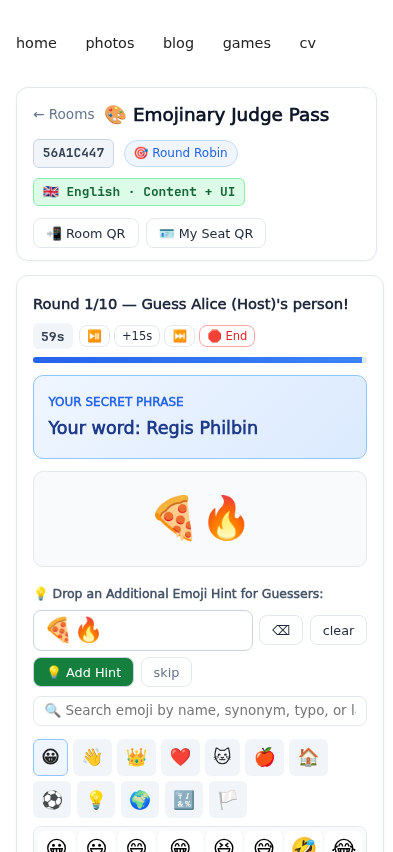 home photos blog games cv
← Rooms 🎨 Emojinary Judge Pass
56A1C447 🎯 Round Robin
🇬🇧 English · Content + UI
📲 Room QR 🪪 My Seat QR
Round 1/10 — Guess Alice (Host)'s person!
59s ⏯️ +15s ⏩ 🛑 End
YOUR SECRET PHRASE
Your word: Regis Philbin
🍕🔥
💡 Drop an Additional Emoji Hint for Guessers:
🍕🔥 ⌫ clear
💡 Add Hint skip
🔍 Search emoji by name, synonym, typo, or l